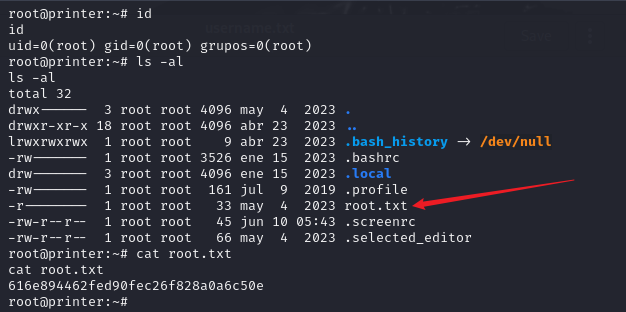 root@printer:~# id
id
uid=0(root) gid=0(root) grupos=0(root)
root@printer:~# ls -al
ls -al
total 32
drwx------  3 root root 4096 may  4  2023 .
drwxr-xr-x 18 root root 4096 abr 23  2023 ..
lrwxrwxrwx  1 root root    9 abr 23  2023 .bash_history -> /dev/null
-rw-------  1 root root 3526 ene 15  2023 .bashrc
drw-------  3 root root 4096 ene 15  2023 .local
-rw-------  1 root root  161 jul  9  2019 .profile
-r--------  1 root root   33 may  4  2023 root.txt
-rw-r--r--  1 root root   45 jun 10 05:43 .screenrc
-rw-r--r--  1 root root   66 may  4  2023 .selected_editor
root@printer:~# cat root.txt
cat root.txt
616e894462fed90fec26f828a0a6c50e
root@printer:~#